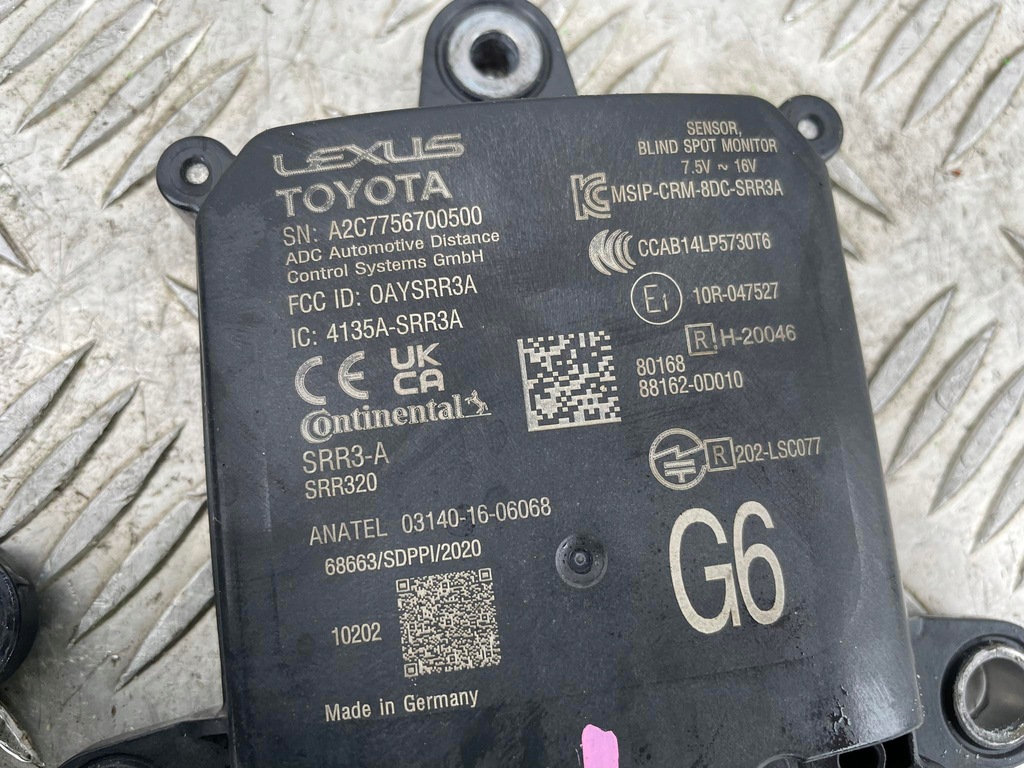 LEXUS
TOYOTA
SN: A2C7756700500
ADC Automotive Distance
Control Systems GmbH
FCC ID: OAYSRR3A
IC: 4135A-SRR3A
CE UK
CA
Continental
SRR3-A
SRR320
ANATEL 03140-16-06068
68663/SDPPI/2020
10202
Made in Germany
SENSOR,
BLIND SPOT MONITOR
7.5V ~ 16V
MSIP-CRM-8DC-SRR3A
CCAB14LP5730T6
E1 10R-047527
R! H-20046
80168
88162-0D010
R 202-LSC077
G6